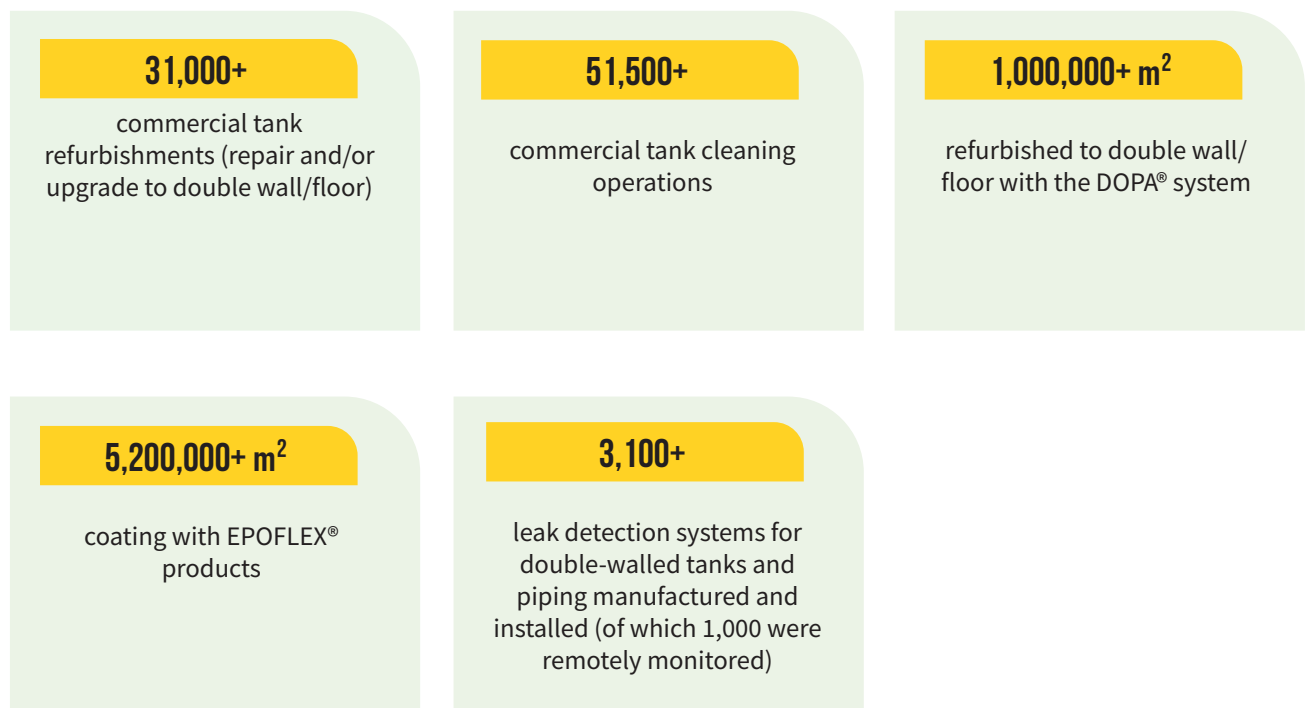 31,000+
commercial tank
refurbishments (repair and/or
upgrade to double wall/floor)
51,500+
commercial tank cleaning
operations
1,000,000+ m²
refurbished to double wall/
floor with the DOPA® system
5,200,000+ m²
coating with EPOFLEX®
products
3,100+
leak detection systems for
double-walled tanks and
piping manufactured and
installed (of which 1,000 were
remotely monitored)